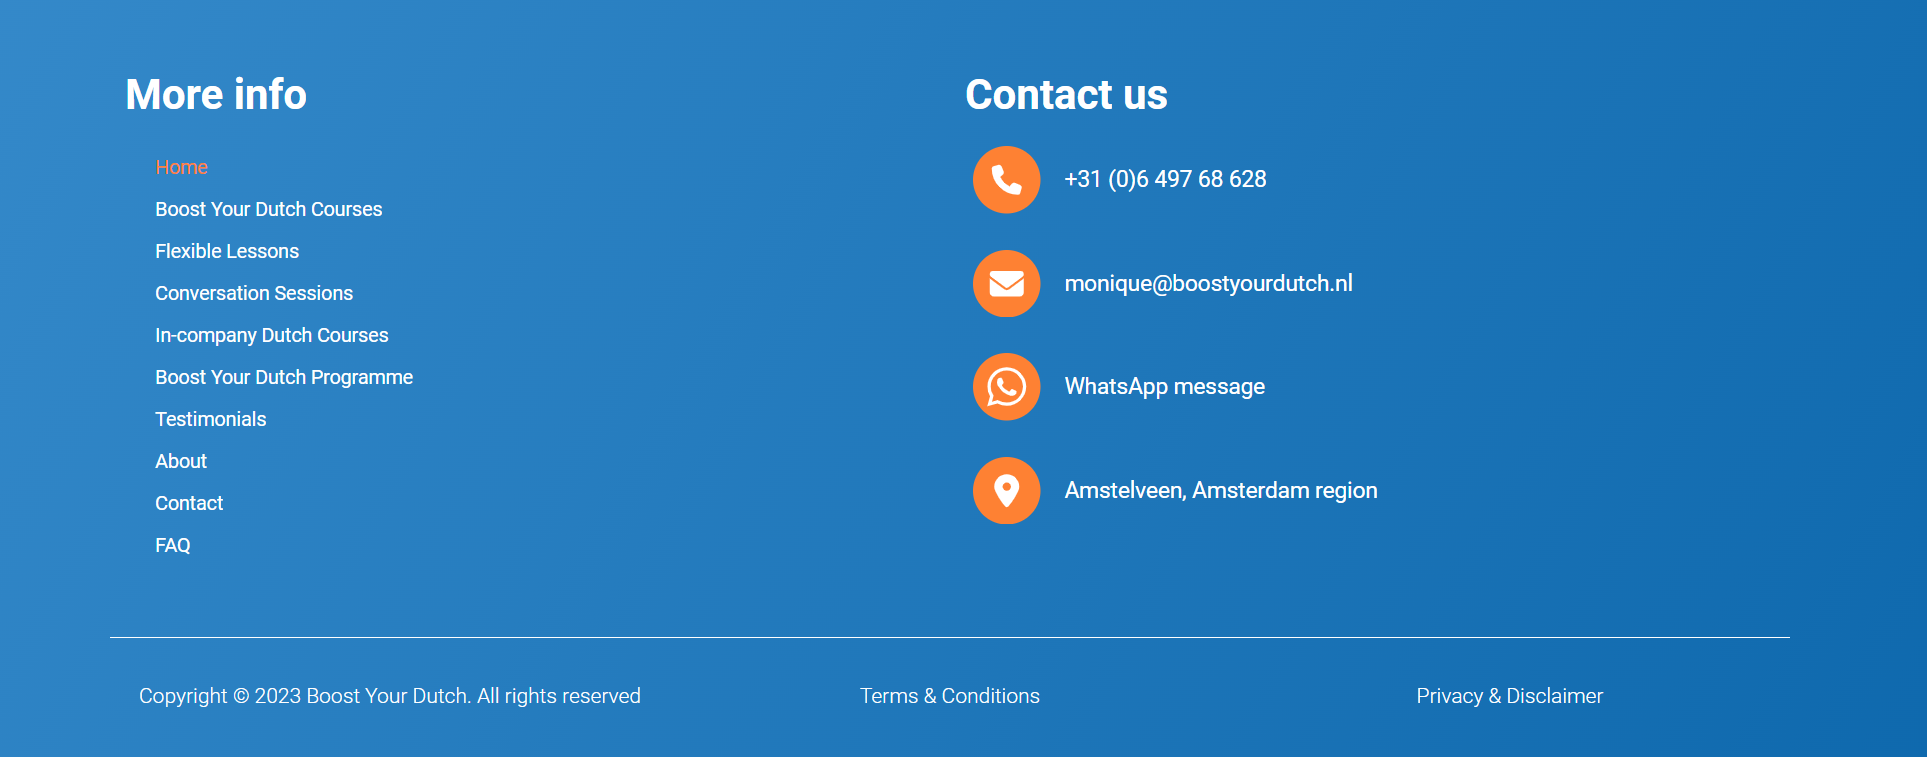 More info
Home
Boost Your Dutch Courses
Flexible Lessons
Conversation Sessions
In-company Dutch Courses
Boost Your Dutch Programme
Testimonials
About
Contact
FAQ
Contact us
+31 (0)6 497 68 628
monique@boostyourdutch.nl
WhatsApp message
Amstelveen, Amsterdam region
Copyright © 2023 Boost Your Dutch. All rights reserved
Terms & Conditions
Privacy & Disclaimer